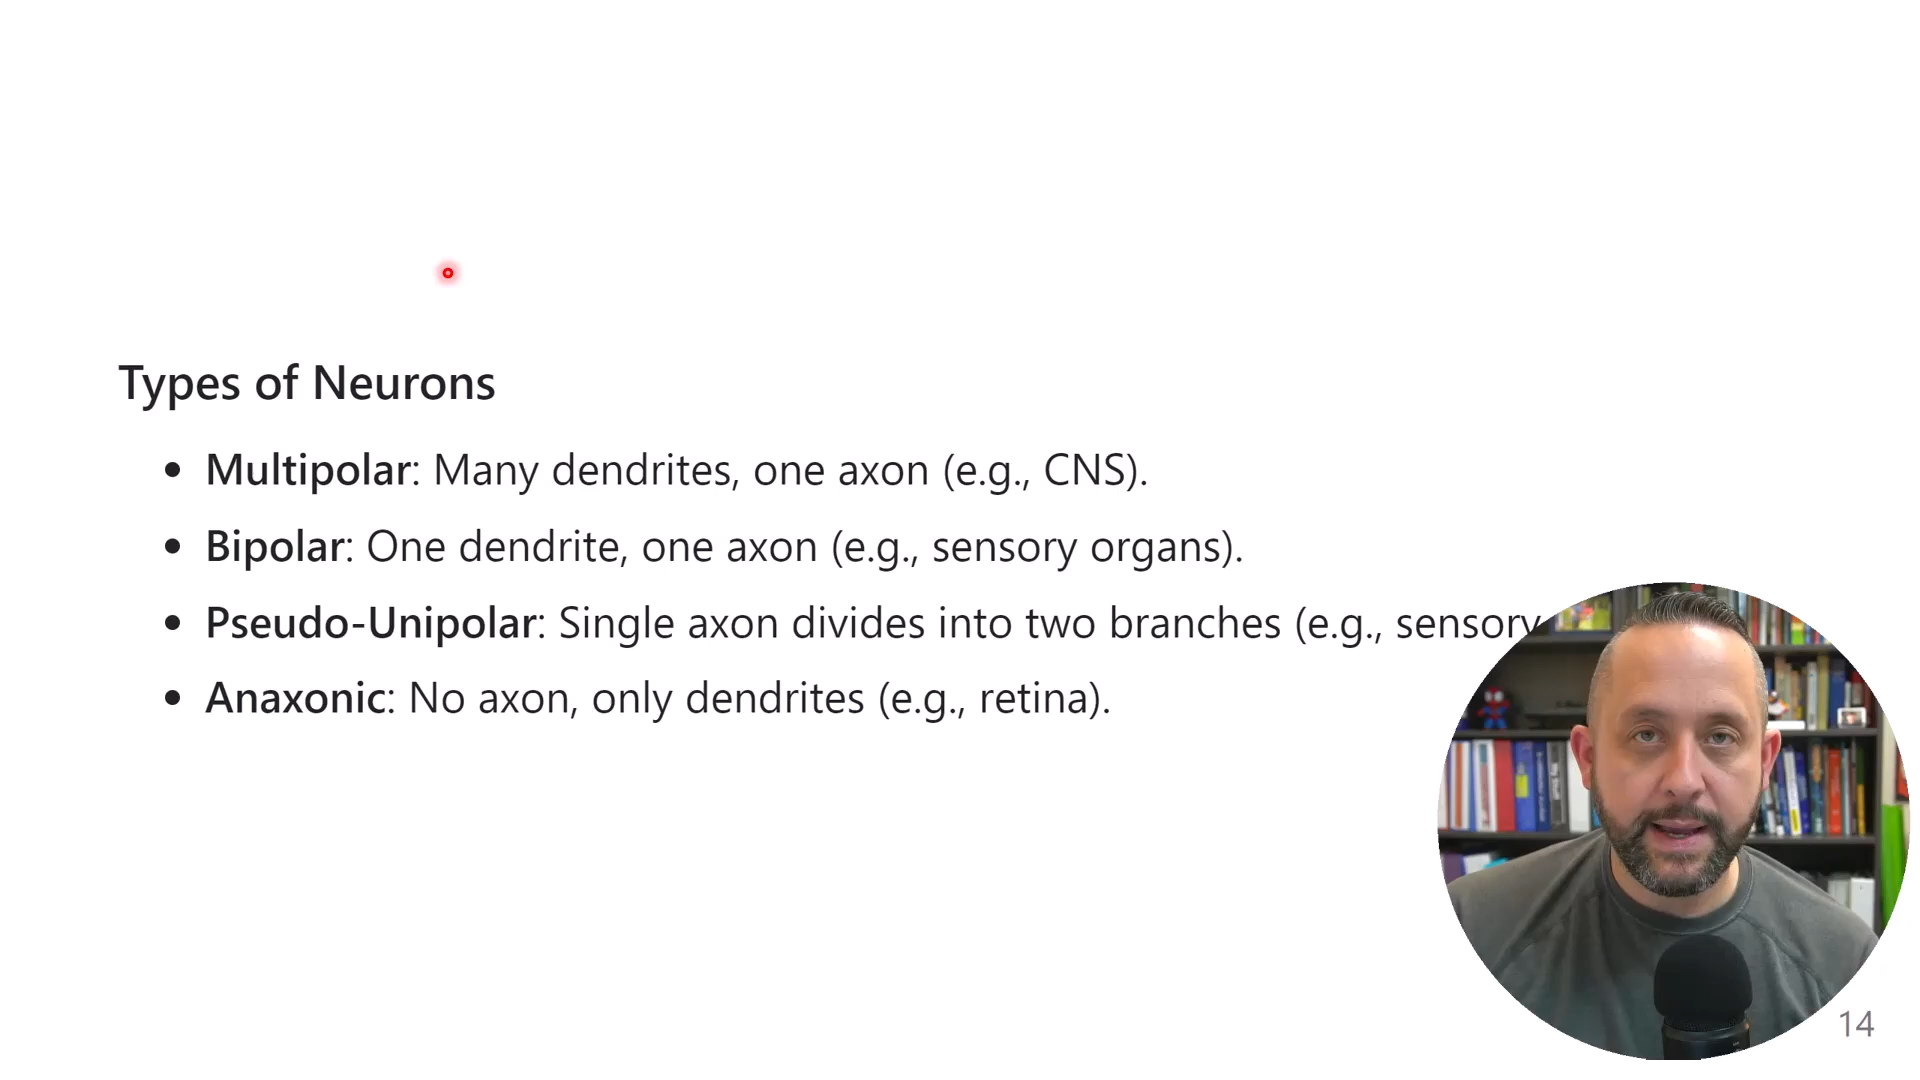 Types of Neurons
• Multipolar: Many dendrites, one axon (e.g., CNS).
• Bipolar: One dendrite, one axon (e.g., sensory organs).
• Pseudo-Unipolar: Single axon divides into two branches (e.g., sensory
• Anaxonic: No axon, only dendrites (e.g., retina).
14